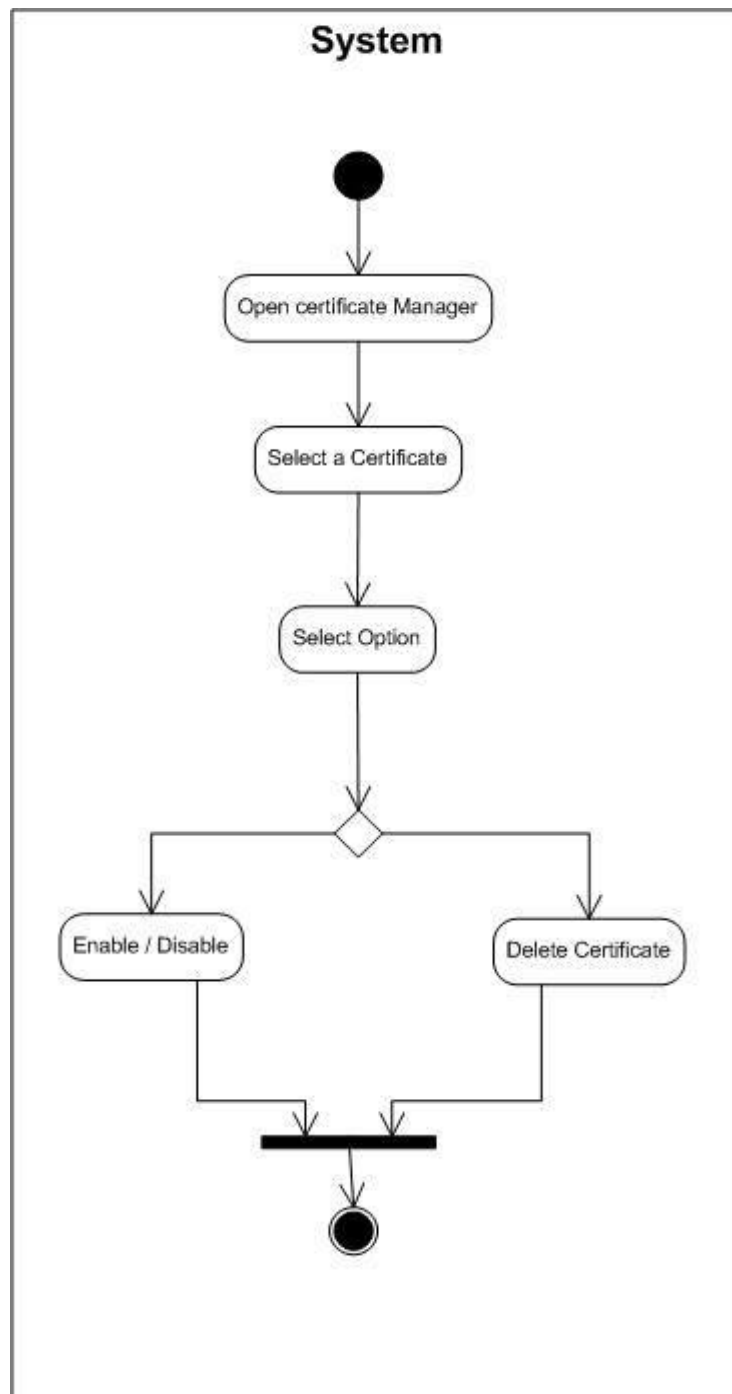 System
Open certificate Manager
Select a Certificate
Select Option
Enable / Disable
Delete Certificate